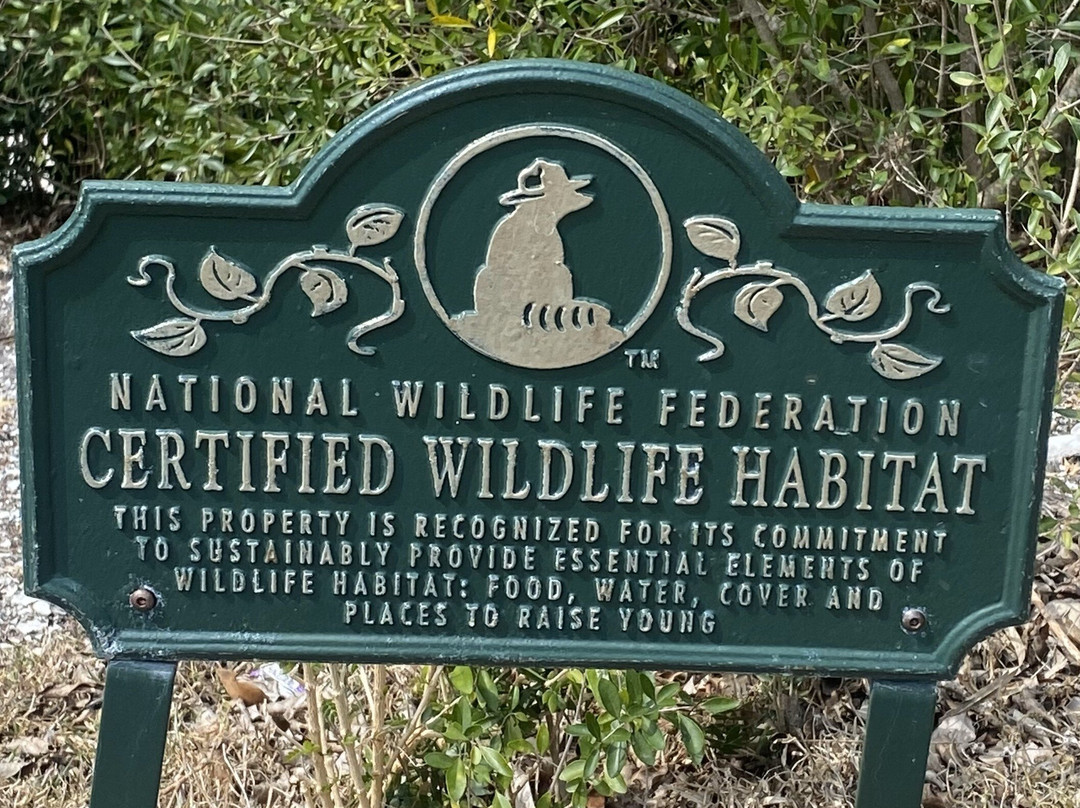 TM
NATIONAL WILDLIFE FEDERATION
CERTIFIED WILDLIFE HABITAT
THIS PROPERTY IS RECOGNIZED FOR ITS COMMITMENT
TO SUSTAINABLY PROVIDE ESSENTIAL ELEMENTS OF
WILDLIFE HABITAT: FOOD, WATER, COVER AND
PLACES TO RAISE YOUNG